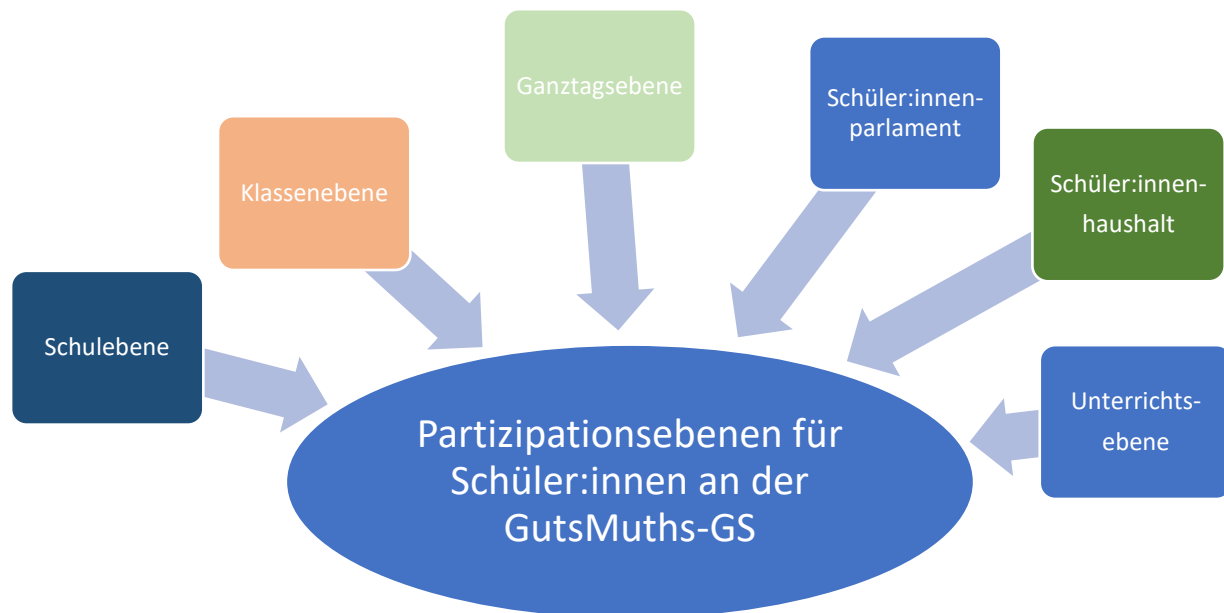 Ganztagsebene
Schüler:innen-
parlament
Klassenebene
Schüler:innen-
haushalt
Schulebene
Unterrichts-
ebene
Partizipationsebenen für
Schüler:innen an der
GutsMuths-GS